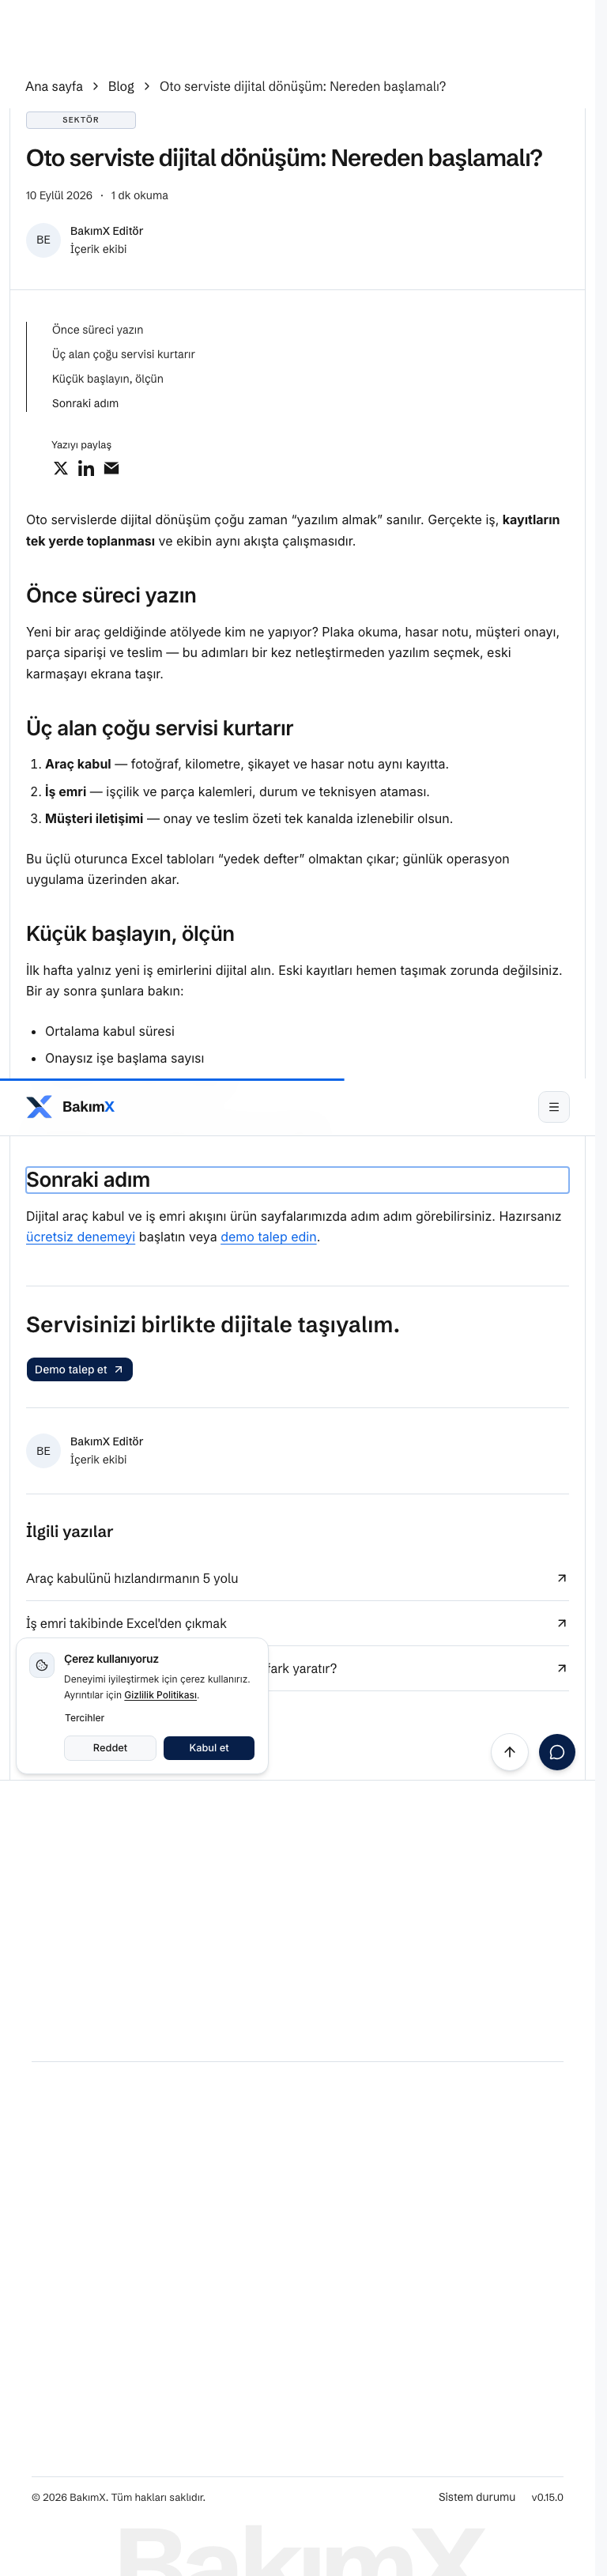 Ana sayfa > Blog > Oto serviste dijital dönüşüm: Nereden başlamalı?
SEKTÖR
Oto serviste dijital dönüşüm: Nereden başlamalı?
10 Eylül 2026 · 1 dk okuma
BE
BakımX Editör
İçerik ekibi
Önce süreci yazın
Üç alan çoğu servisi kurtarır
Küçük başlayın, ölçün
Sonraki adım
Yazıyı paylaş
Oto servislerde dijital dönüşüm çoğu zaman “yazılım almak” sanılır. Gerçekte iş, kayıtların
tek yerde toplanması ve ekibin aynı akışta çalışmasıdır.
Önce süreci yazın
Yeni bir araç geldiğinde atölyede kim ne yapıyor? Plaka okuma, hasar notu, müşteri onayı,
parça siparişi ve teslim — bu adımları bir kez netleştirmeden yazılım seçmek, eski
karmaşayı ekrana taşır.
Üç alan çoğu servisi kurtarır
1. Araç kabul — fotoğraf, kilometre, şikayet ve hasar notu aynı kayıtta.
2. İş emri — işçilik ve parça kalemleri, durum ve teknisyen ataması.
3. Müşteri iletişimi — onay ve teslim özeti tek kanalda izlenebilir olsun.
Bu üçlü oturunca Excel tabloları “yedek defter” olmaktan çıkar; günlük operasyon
uygulama üzerinden akar.
Küçük başlayın, ölçün
İlk hafta yalnız yeni iş emirlerini dijital alın. Eski kayıtları hemen taşımak zorunda değilsiniz.
Bir ay sonra şunlara bakın:
• Ortalama kabul süresi
• Onaysız işe başlama sayısı
BakımX
Sonraki adım
Dijital araç kabul ve iş emri akışını ürün sayfalarımızda adım adım görebilirsiniz. Hazırsanız
ücretsiz denemeyi başlatın veya demo talep edin.
Servisinizi birlikte dijitale taşıyalım.
Demo talep et
BE
BakımX Editör
İçerik ekibi
İlgili yazılar
Araç kabulünü hızlandırmanın 5 yolu
İş emri takibinde Excel'den çıkmak
fark yaratır?
Çerez kullanıyoruz
Deneyimi iyileştirmek için çerez kullanırız.
Ayrıntılar için Gizlilik Politikası.
Tercihler
Reddet
Kabul et
© 2026 BakımX. Tüm hakları saklıdır.
Sistem durumu v0.15.0
BakımX